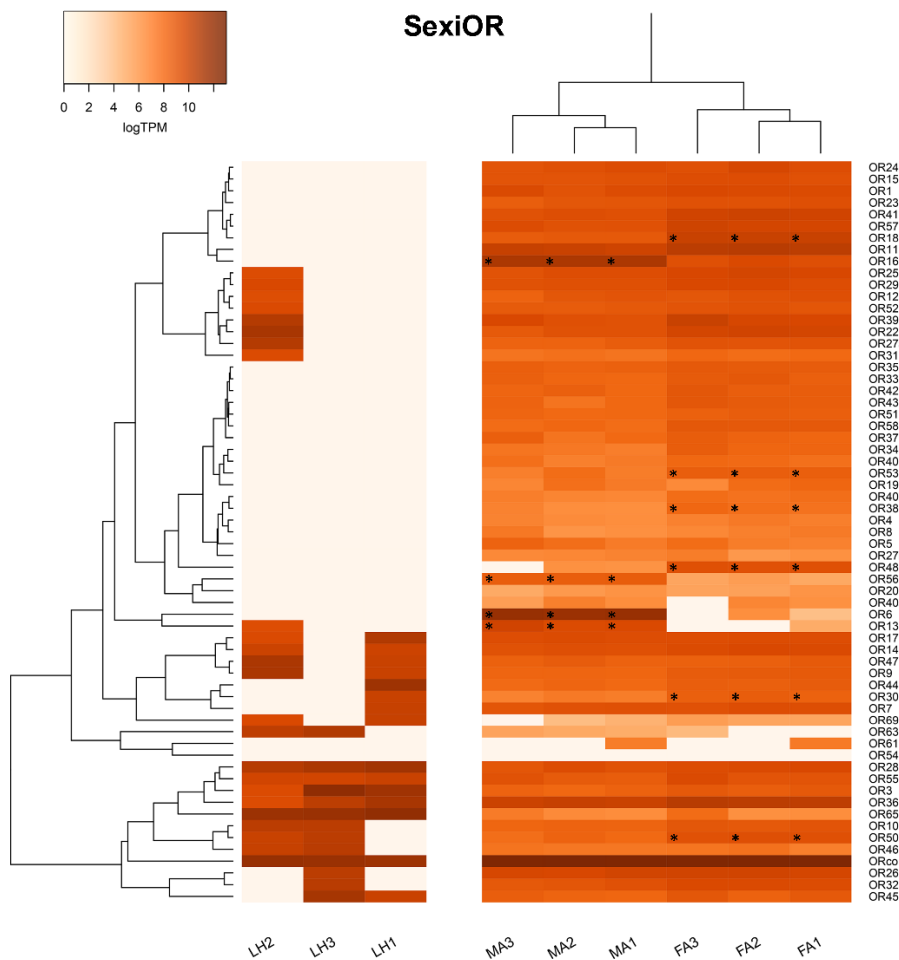 SexiOR
0 2 4 6 8 10
logTPM
OR24
OR15
OR1
OR23
OR41
OR57
* * * OR18
OR11
* * * OR16
OR25
OR29
OR12
OR52
OR39
OR22
OR27
OR31
OR35
OR33
OR42
OR43
OR51
OR58
OR37
OR34
OR40
* * * OR53
OR19
OR40
* * * OR38
OR4
OR8
OR5
OR27
* * * OR48
* * * OR56
OR20
OR40
* * * OR6
* * * OR13
OR17
OR14
OR47
OR9
OR44
* * * OR30
OR7
OR69
OR63
OR61
OR54
OR28
OR55
OR3
OR36
OR65
OR10
* * * OR50
OR46
ORco
OR26
OR32
OR45
LH2 LH3 LH1 MA3 MA2 MA1 FA3 FA2 FA1